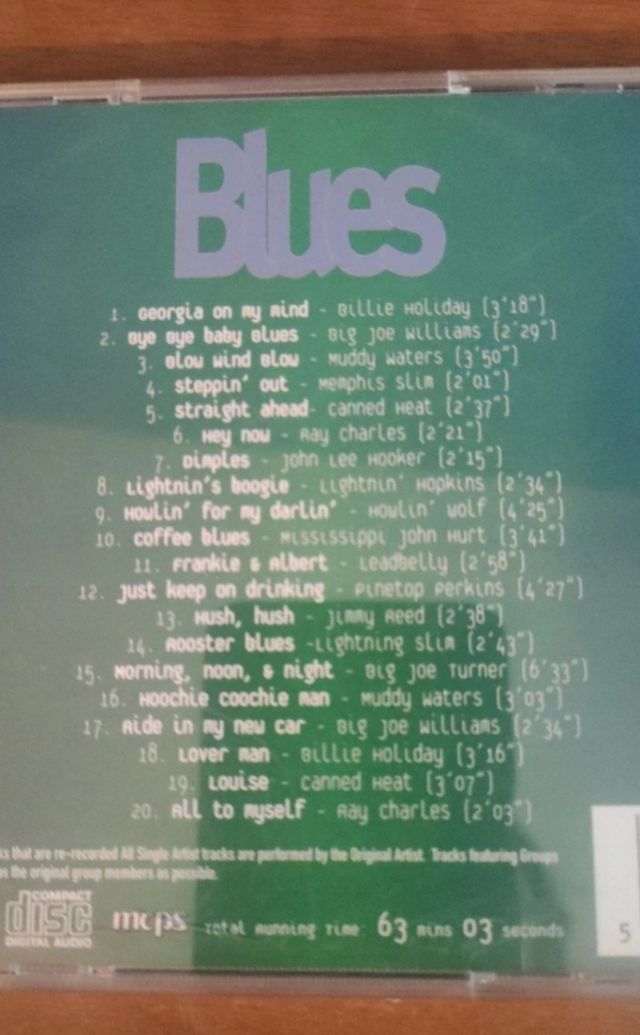 Blues
1. Georgia on my mind - Billie Holiday (3'18")
2. Bye Bye baby Blues - Big Joe Williams (2'29")
3. Blow Wind Blow - Muddy Waters (3'50")
4. Steppin' out - Memphis Slim (2'01")
5. Straight ahead- Canned Heat (2'37")
6. Hey Now - Ray Charles (2'21")
7. Dimples - John Lee Hooker (2'15")
8. Lightnin's boogie - Lightnin' Hopkins (2'34")
9. Howlin' for my darlin' - Howlin' Wolf (4'25")
10. Coffee blues - Mississippi John Hurt (3'41")
11. Frankie & Albert - Leadbelly (2'58")
12. Just keep on drinking - Pinetop Perkins (4'27")
13. Hush, hush - Jimmy Reed (2'38")
14. Rooster blues -Lightning Slim (2'43")
15. Morning, noon, & night - Big Joe Turner (6'33")
16. Hoochie coochie man - Muddy Waters (3'03")
17. Ride in my new car - Big Joe Williams (2'34")
18. Lover man - Billie Holiday (3'16")
19. Louise - Canned Heat (3'07")
20. All to myself - Ray Charles (2'03")
that are re-recorded All Single Artist tracks are performed by the Original Artist. Tracks featuring Groups
the original group members as possible.
COMPACT
disc
DIGITAL AUDIO
mcps Total Running Time: 63 mins 03 seconds
5